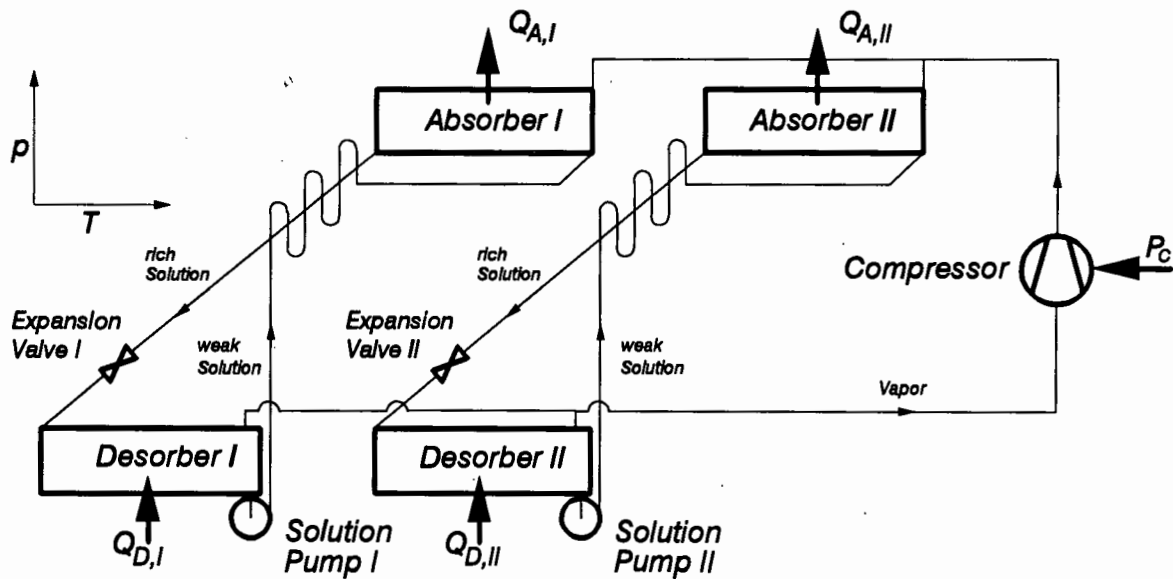 Q_A,I
Q_A,II
Absorber I
Absorber II
p
T
rich
Solution
rich
Solution
Compressor
P_C
Expansion
Valve I
weak
Solution
Expansion
Valve II
weak
Solution
Vapor
Desorber I
Desorber II
Q_D,I
Solution
Pump I
Q_D,II
Solution
Pump II